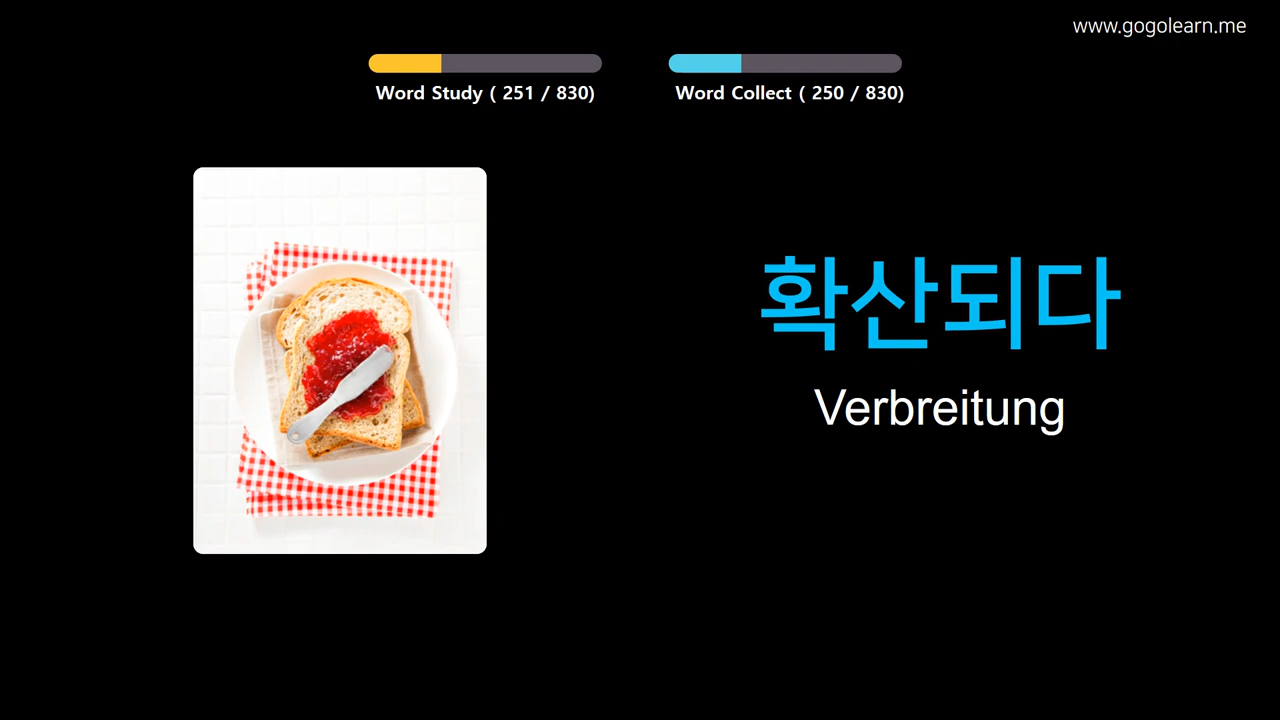 www.gogolearn.me
Word Study ( 251 / 830)
Word Collect ( 250 / 830)
확산되다
Verbreitung